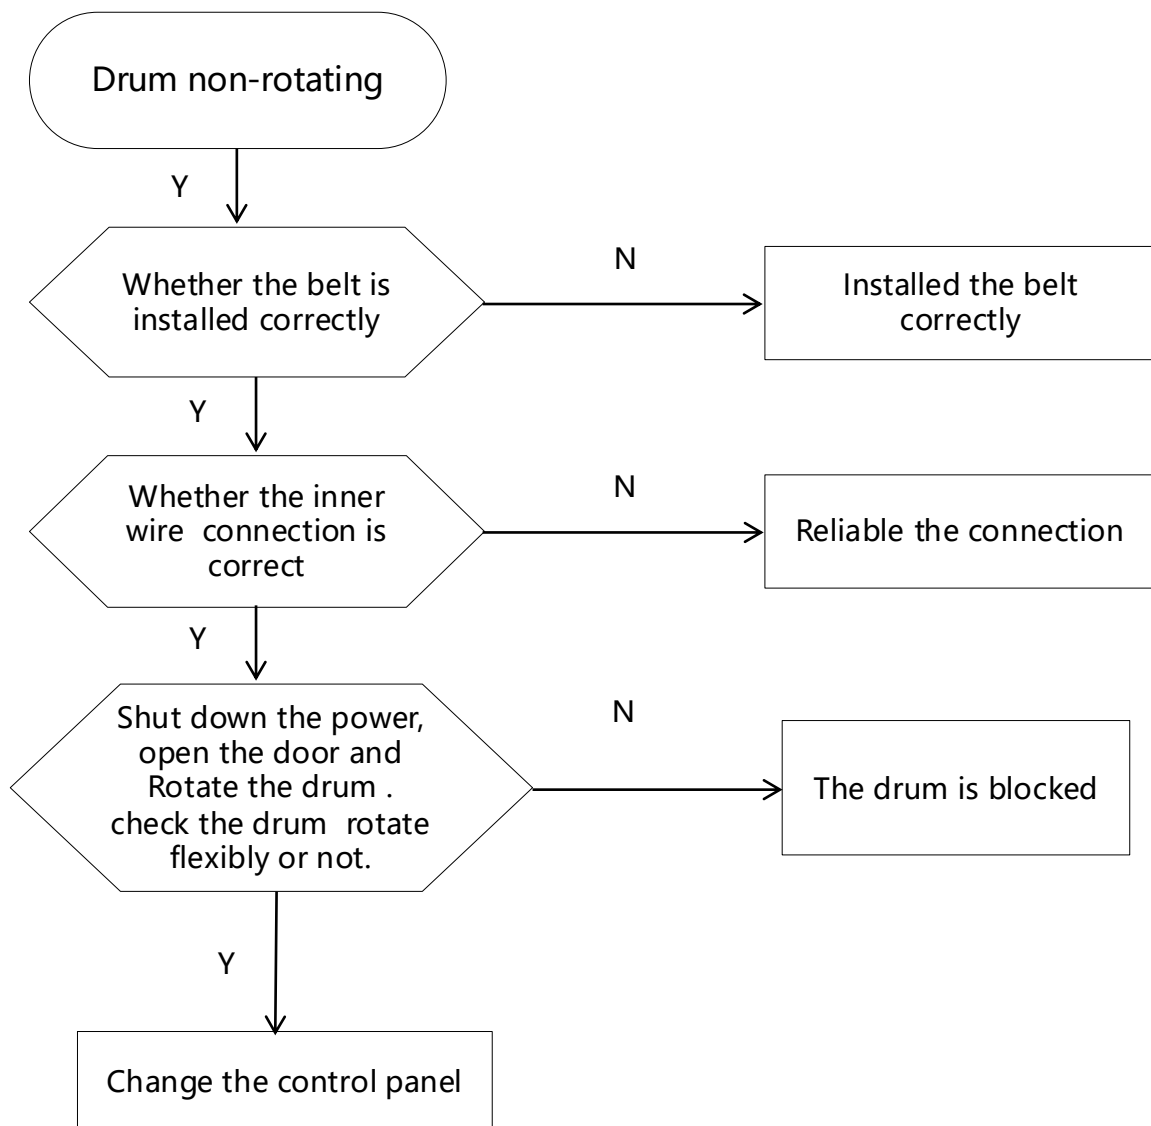 Drum non-rotating
Y
Whether the belt is
installed correctly
N
Installed the belt
correctly
Y
Whether the inner
wire  connection is
correct
N
Reliable the connection
Y
Shut down the power,
open the door and
Rotate the drum .
check the drum  rotate
flexibly or not.
N
The drum is blocked
Y
Change the control panel